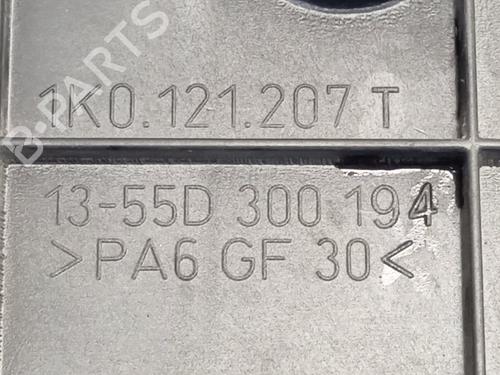 B-PARTS
1K0.121.207 T
13-55D 300 194
>PA6 GF 30<